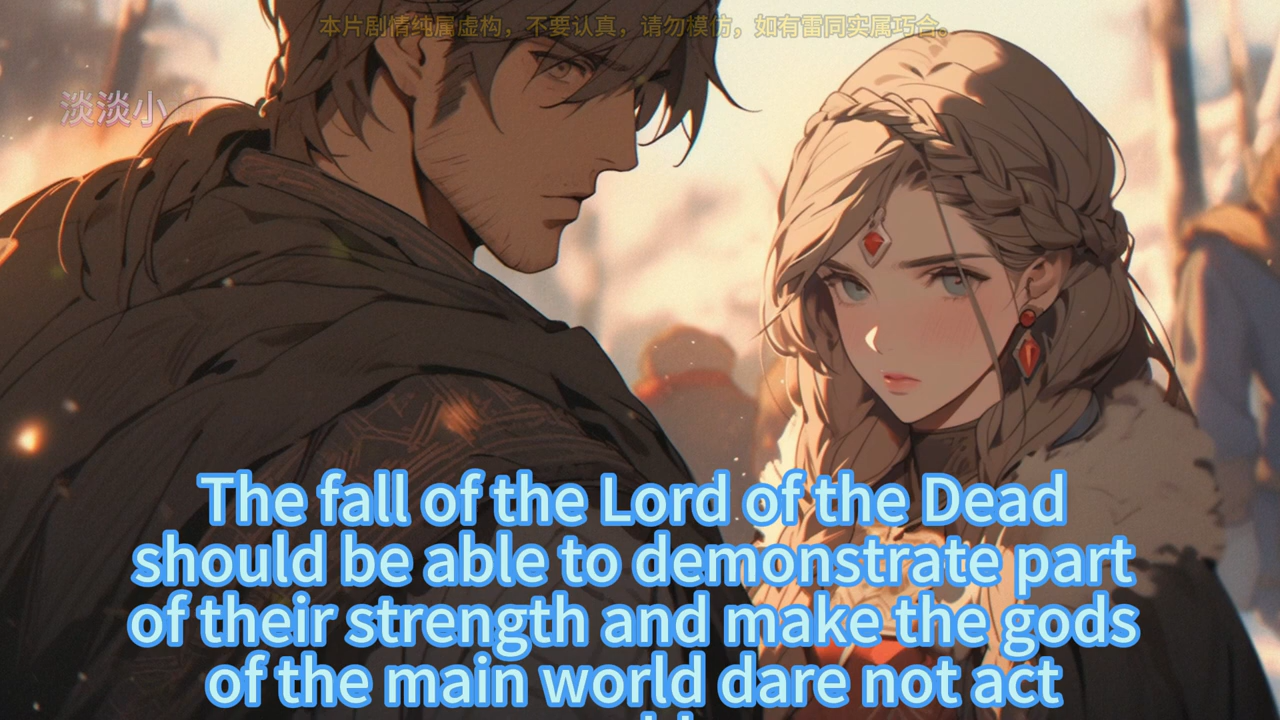 本片剧情纯属虚构，不要认真，请勿模仿，如有雷同实属巧合。
淡淡小
The fall of the Lord of the Dead
should be able to demonstrate part
of their strength and make the gods
of the main world dare not act